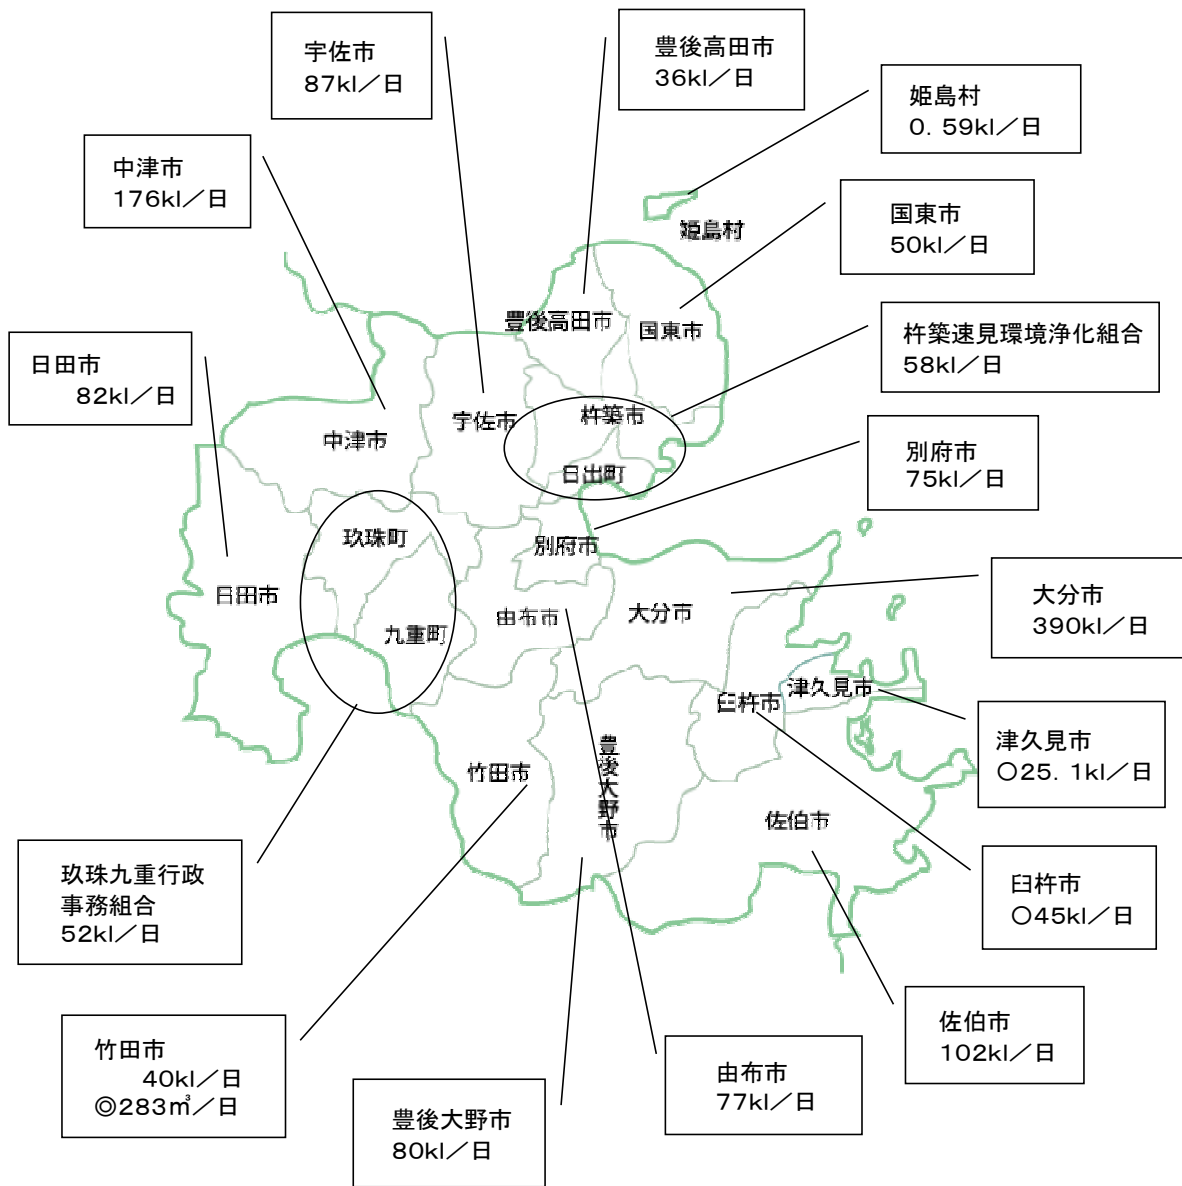 宇佐市
87kl／日
豊後高田市
36kl／日
姫島村
0. 59kl／日
中津市
176kl／日
国東市
50kl／日
姫島村
豊後高田市
国東市
杵築速見環境浄化組合
58kl／日
日田市
82kl／日
宇佐市
杵築市
中津市
日出町
別府市
75kl／日
玖珠町
別府市
日田市
由布市
大分市
大分市
390kl／日
九重町
津久見市
臼杵市
津久見市
○25. 1kl／日
竹田市
豊後大野市
佐伯市
玖珠九重行政
事務組合
52kl／日
臼杵市
○45kl／日
佐伯市
102kl／日
竹田市
40kl／日
◎283㎥／日
由布市
77kl／日
豊後大野市
80kl／日